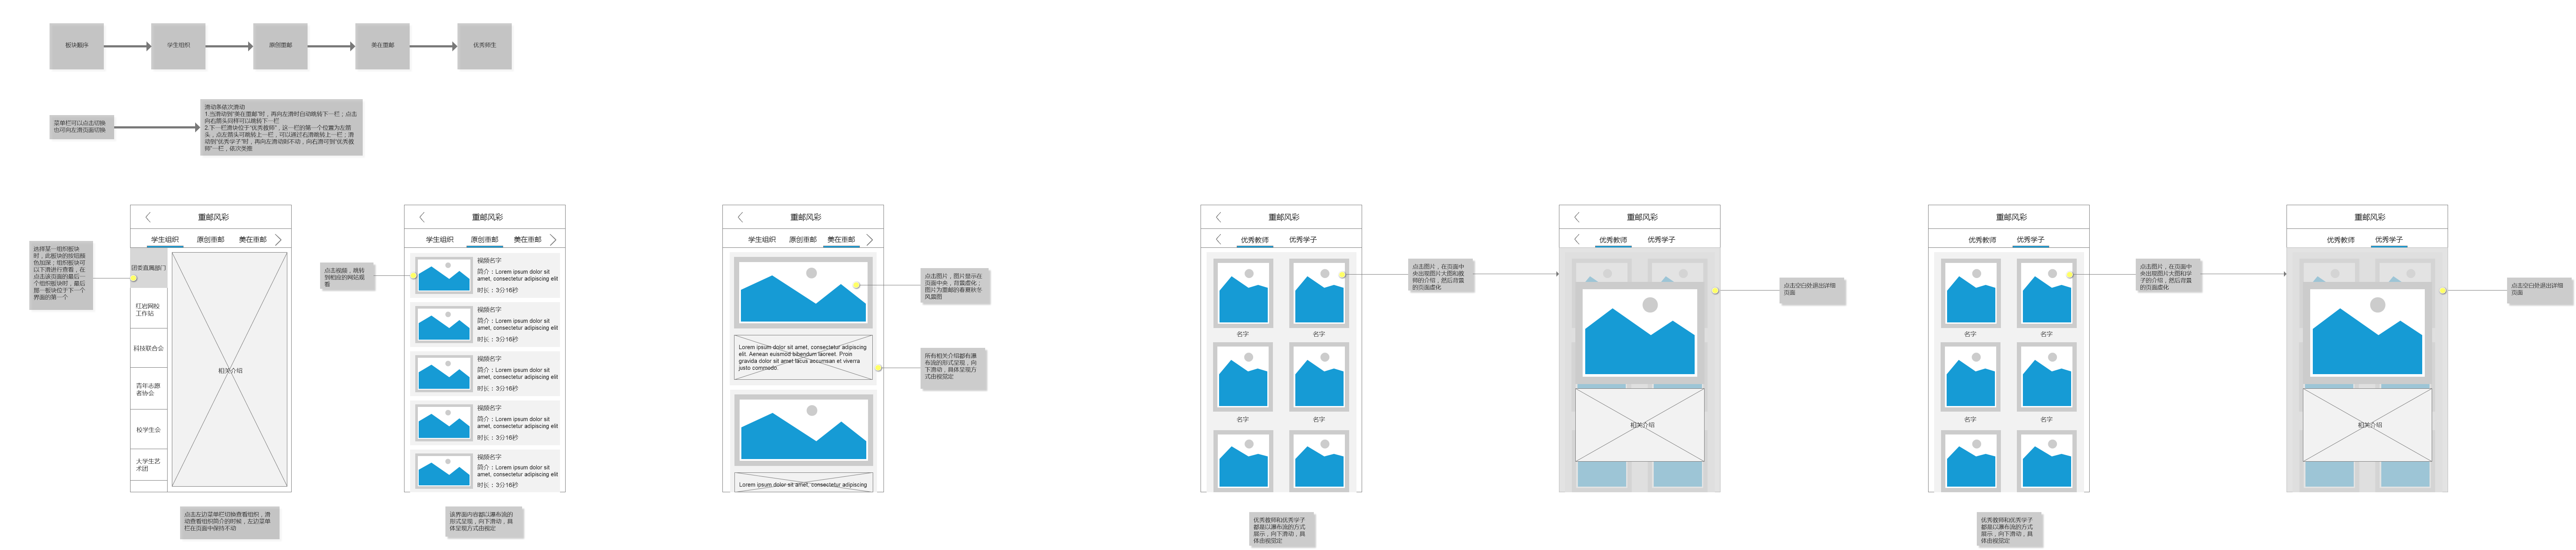 板块顺序
学生组织
原创重邮
美在重邮
优秀师生
菜单栏可以点击切换
也可向左滑页面切换
滑动条依次滑动
1.当滑动到“美在重邮”时，再向左滑时自动跳转下一栏；点击
向右箭头同样可以跳转下一栏
2.下一栏滑块位于“优秀教师”，这一栏的第一个位置为左箭
头，点左箭头可跳转上一栏，可以通过右滑跳转上一栏；滑
动到“优秀学子”时，再向左滑动则不动，向右滑可到“优秀教
师”一栏，依次类推
选择某一组织板块
时，此板块的按钮颜
色加深；组织板块可
以下滑进行查看，在
点击该页面的最后一
个组织板块时，最后
那一板块位于下一个
界面的第一个
重邮风彩
学生组织 原创重邮 美在重邮
团委直属部门
红岩网校
工作站
科技联合会
青年志愿
者协会
校学生会
大学生艺
术团
相关介绍
点击左边菜单栏切换查看组织，滑
动查看组织简介的时候，左边菜单
栏在页面中保持不动
点击视频，跳转
到相应的网站观
看
重邮风彩
学生组织 原创重邮 美在重邮
视频名字
简介：Lorem ipsum dolor sit
amet, consectetur adipiscing elit
时长：3分16秒
视频名字
简介：Lorem ipsum dolor sit
amet, consectetur adipiscing elit
时长：3分16秒
视频名字
简介：Lorem ipsum dolor sit
amet, consectetur adipiscing elit
时长：3分16秒
视频名字
简介：Lorem ipsum dolor sit
amet, consectetur adipiscing elit
时长：3分16秒
视频名字
简介：Lorem ipsum dolor sit
amet, consectetur adipiscing elit
时长：3分16秒
该界面内容都以瀑布流的
形式呈现，向下滑动，具
体呈现方式由视定
重邮风彩
学生组织 原创重邮 美在重邮
Lorem ipsum dolor sit amet, consectetur adipiscing
elit. Aenean euismod bibendum laoreet. Proin
gravida dolor sit amet lacus accumsan et viverra
justo commodo.
Lorem ipsum dolor sit amet, consectetur adipiscing
点击图片，图片显示在
页面中央，背景虚化；
图片为重邮的春夏秋冬
风景图
所有相关介绍都有瀑
布流的形式呈现，向
下滑动，具体呈现方
式由视觉定
重邮风彩
优秀教师 优秀学子
名字 名字
名字 名字
优秀教师和优秀学子
都是以瀑布流的方式
展示，向下滑动，具
体由视觉定
点击图片，在页面中
央出现图片大图和教
师的介绍，然后背景
的页面虚化
重邮风彩
优秀教师 优秀学子
相关介绍
点击空白处退出详细
页面
重邮风彩
优秀教师 优秀学子
名字 名字
名字 名字
优秀教师和优秀学子
都是以瀑布流的方式
展示，向下滑动，具
体由视觉定
点击图片，在页面中
央出现图片大图和学
子的介绍，然后背景
的页面虚化
重邮风彩
优秀教师 优秀学子
相关介绍
点击空白处退出详细
页面